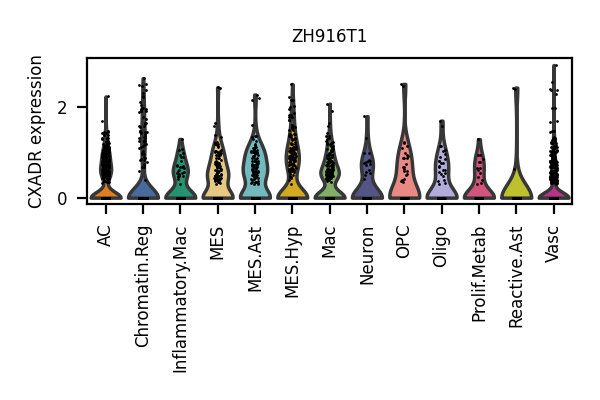 ZH916T1
CXADR expression
2
0
AC
Chromatin.Reg
Inflammatory.Mac
MES
MES.Ast
MES.Hyp
Mac
Neuron
OPC
Oligo
Prolif.Metab
Reactive.Ast
Vasc